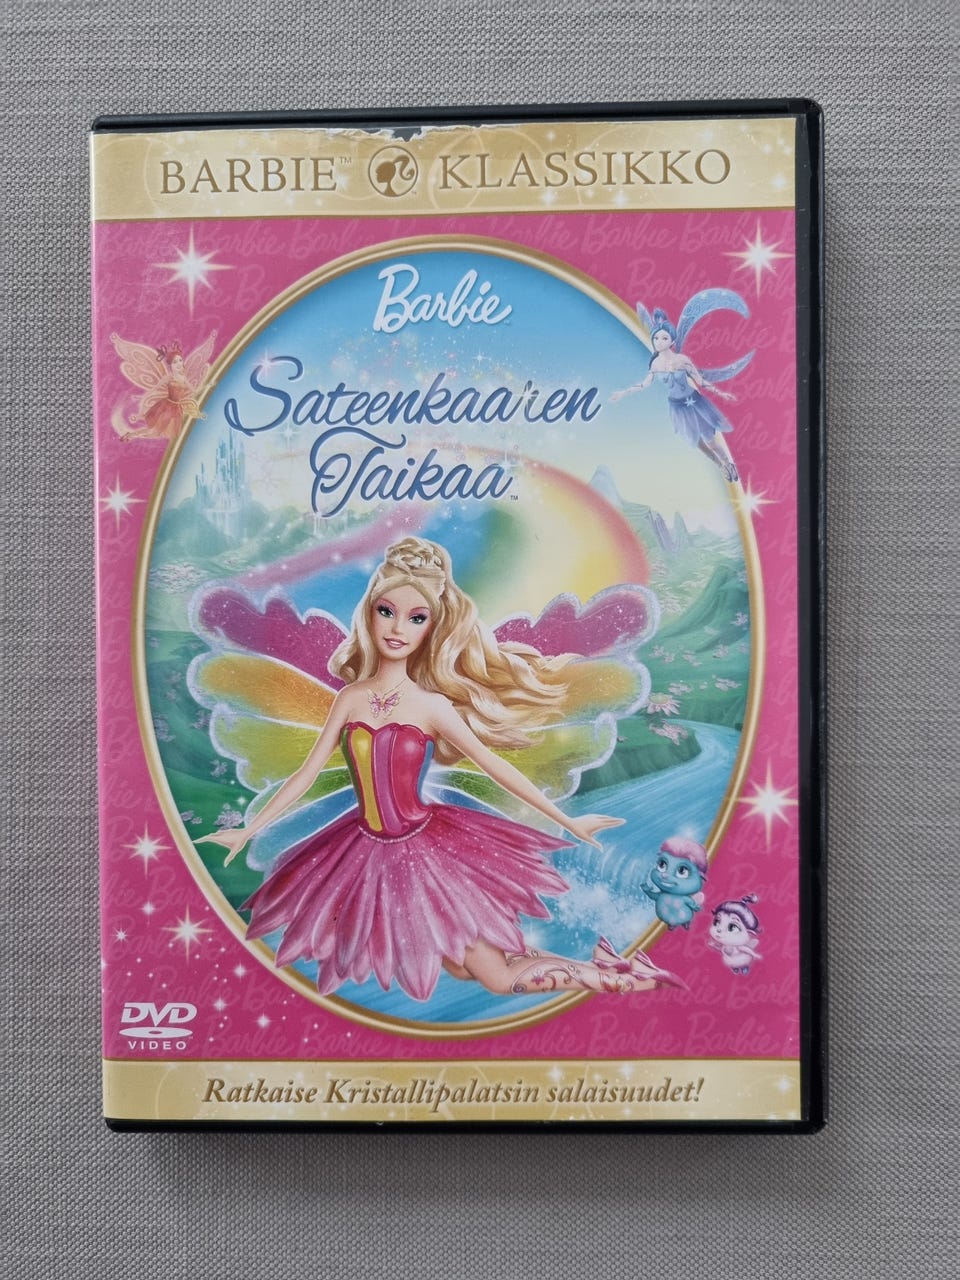 BARBIE™ KLASSIKKO
Barbie
Sateenkaaren
Taikaa™
DVD
VIDEO
Ratkaise Kristallipalatsin salaisuudet!